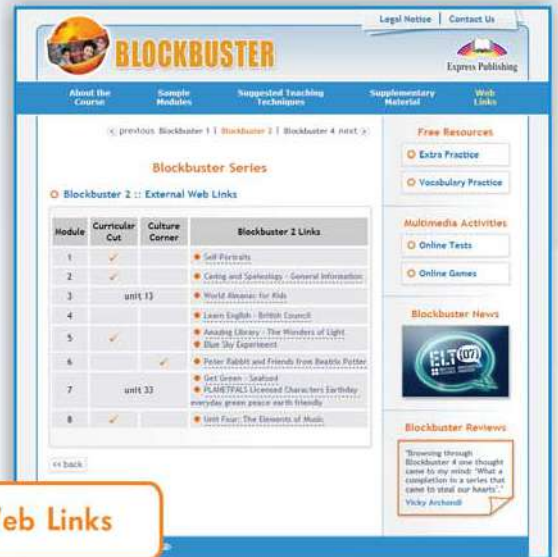 Legal Notice | Contact Us
BLOCKBUSTER
Express Publishing
About the Course
Sample Modules
Suggested Teaching Techniques
Supplementary Material
Web Links
< previous Blockbuster 1 | Blockbuster 2 | Blockbuster 4 next >
Blockbuster Series
Blockbuster 2 :: External Web Links
Module Curricular Cut Culture Corner Blockbuster 2 Links
1 ✓ Self Portraits
2 ✓ Caving and Speleology - General Information
3 unit 13 World Almanac for Kids
4 Learn English - British Council
5 ✓ Amazing Library - The Wonders of Light
Blue Sky Experiment
6 ✓ Peter Rabbit and Friends from Beatrix Potter
7 unit 33 Get Green - Seafood
PLANETPALS Licensed Characters Earthday
everyday green peace earth friendly
8 ✓ Unit Four: The Elements of Music
<< back
Free Resources
Extra Practice
Vocabulary Practice
Multimedia Activities
Online Tests
Online Games
Blockbuster News
ELT 07
Blockbuster Reviews
"Browsing through
Blockbuster 4 one thought
came to my mind: 'What a
completion in a series that
came to steal our hearts'."
Vicky Archondi
eb Links